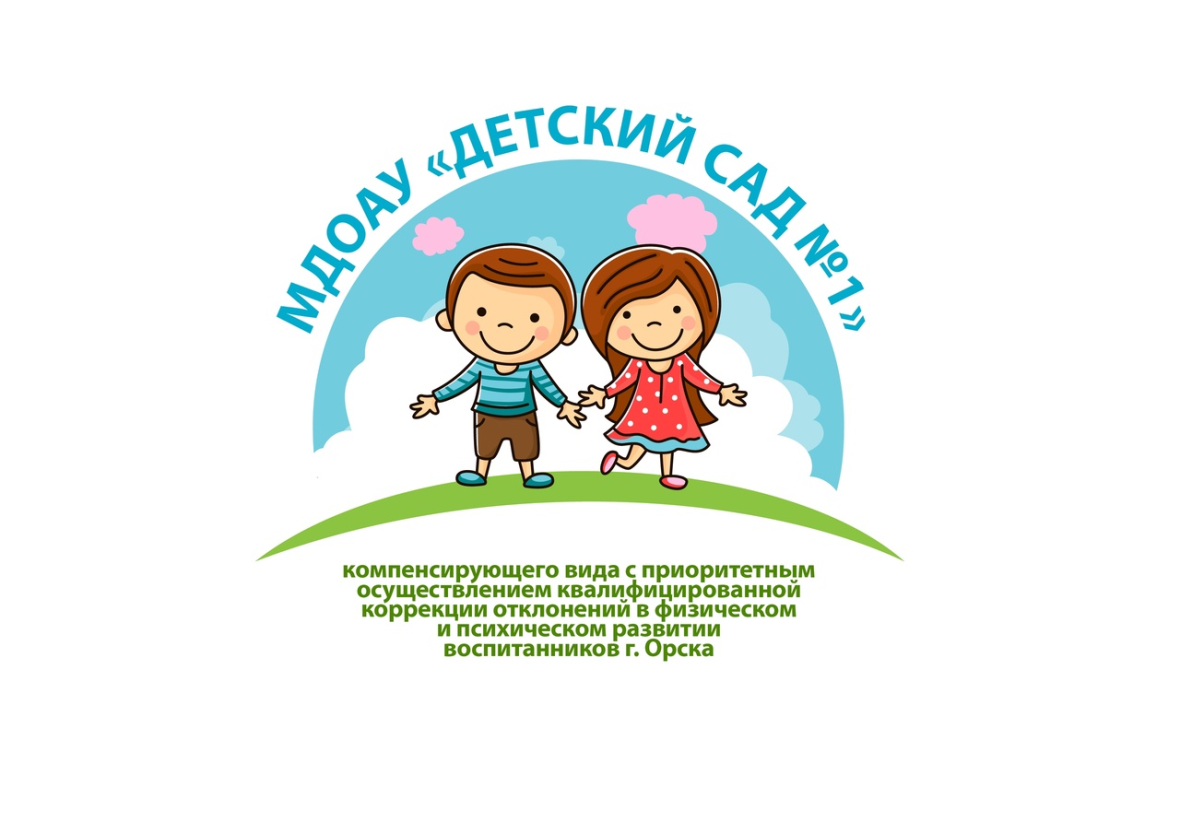 МДОАУ «ДЕТСКИЙ САД №1»
компенсирующего вида с приоритетным
осуществлением квалифицированной
коррекции отклонений в физическом
и психическом развитии
воспитанников г. Орска